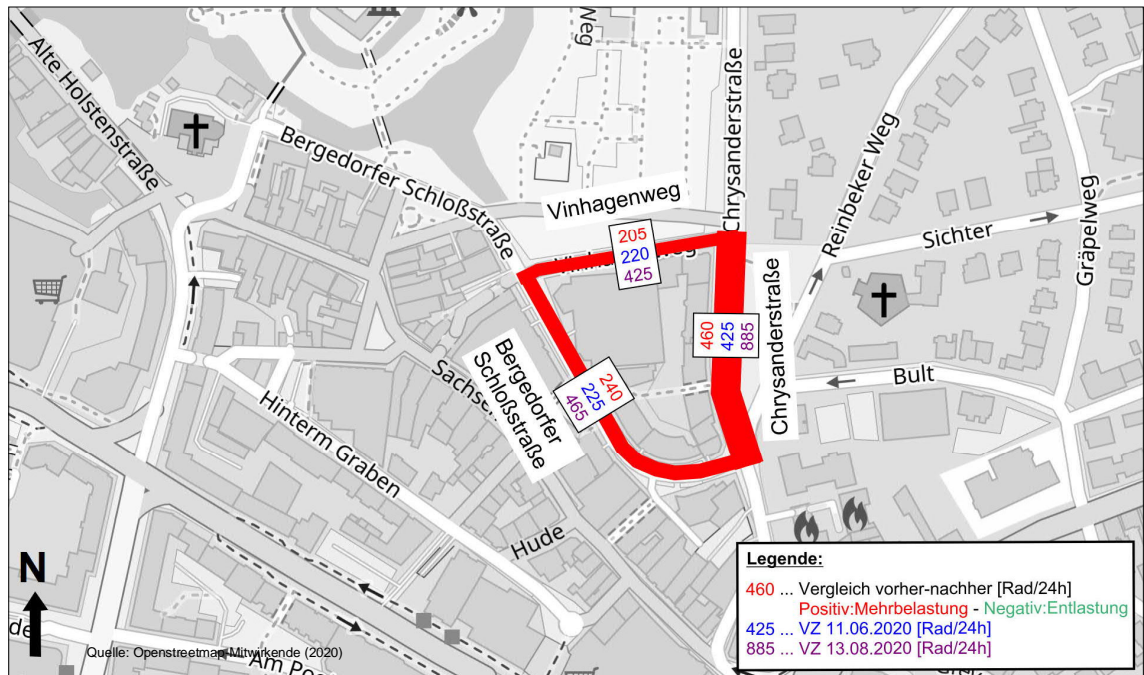 Alte Holstenstraße
Bergedorfer Schloßstraße
Weg
Chrysanderstraße
Vinhagenweg
205
220
425
Reinbeker Weg
Sichter
Gräpelweg
460
425
885
Chrysanderstraße
Bult
240
225
465
Bergedorfer
Schloßstraße
Hinterm Graben
Hude
N
Quelle: Openstreetmap-Mitwirkende (2020)
Legende:
460 ... Vergleich vorher-nachher [Rad/24h]
Positiv:Mehrbelastung - Negativ:Entlastung
425 ... VZ 11.06.2020 [Rad/24h]
885 ... VZ 13.08.2020 [Rad/24h]